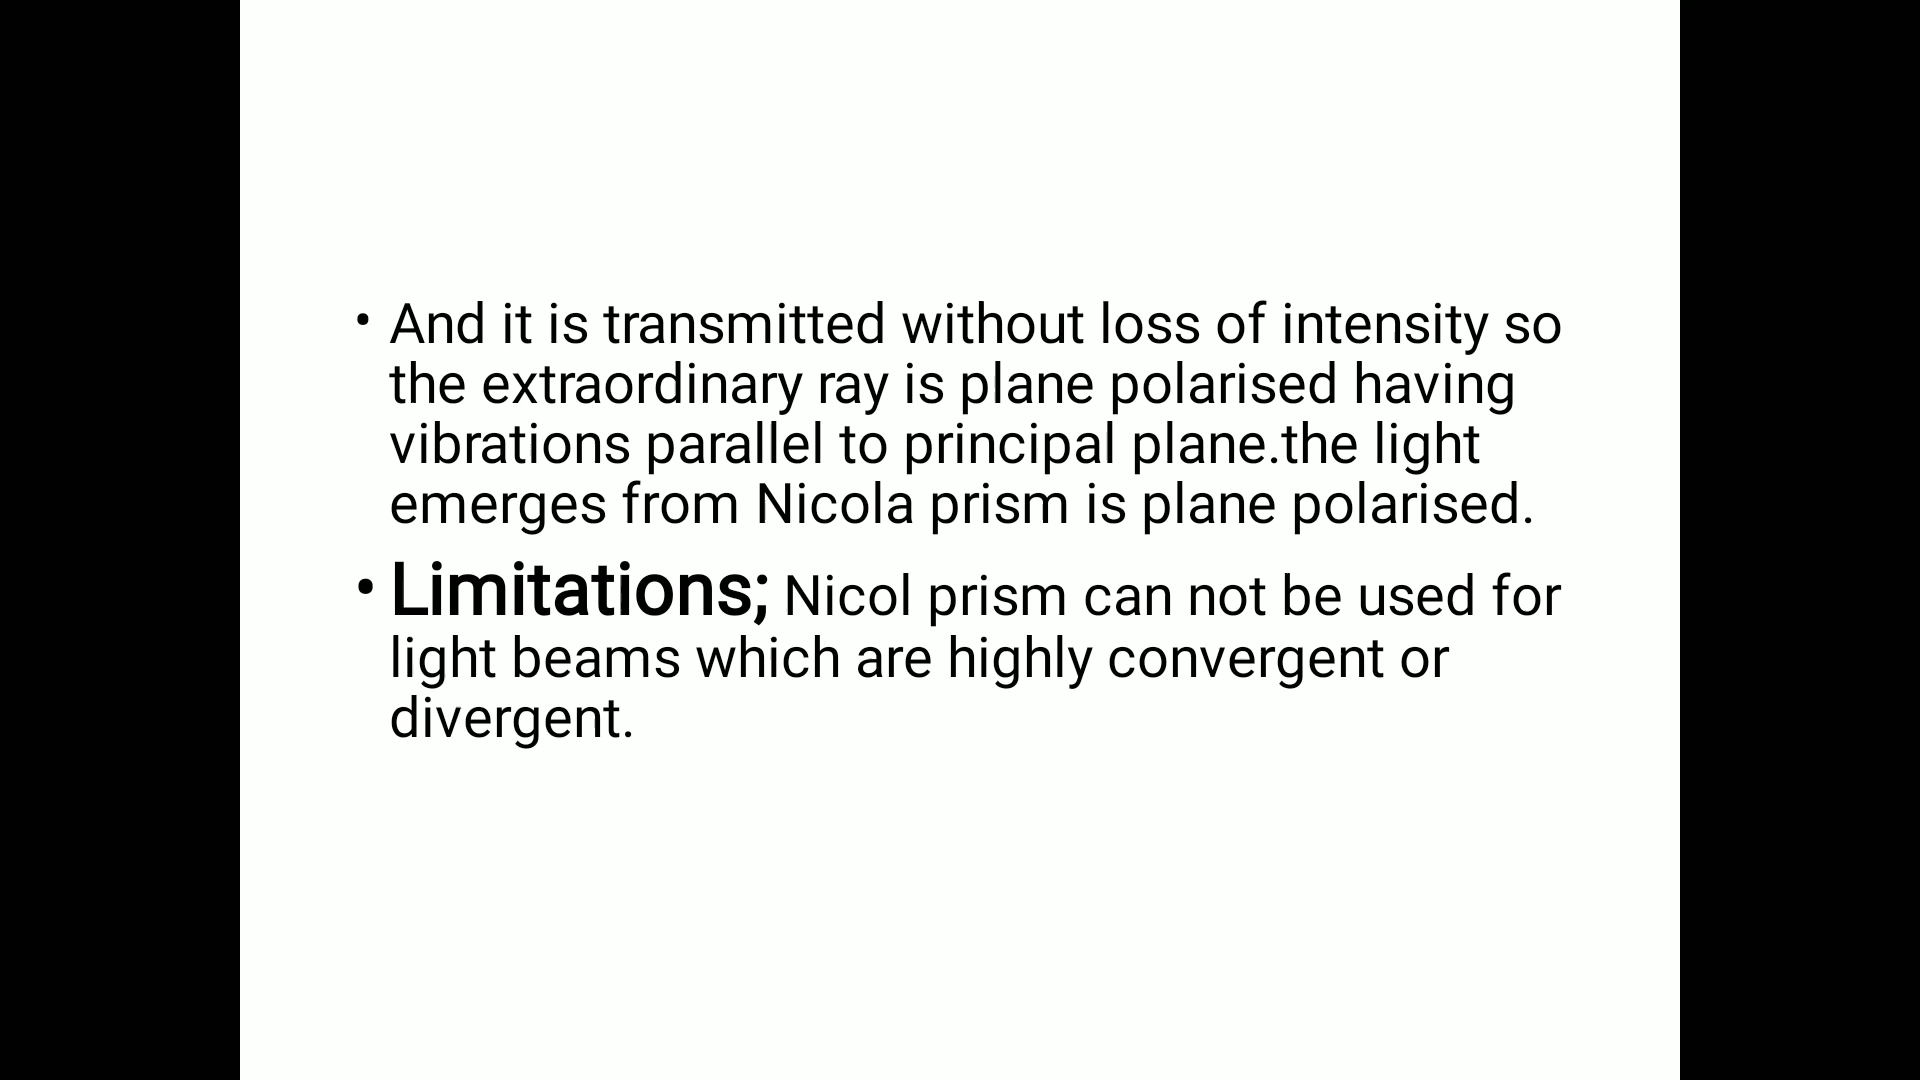 • And it is transmitted without loss of intensity so
the extraordinary ray is plane polarised having
vibrations parallel to principal plane.the light
emerges from Nicola prism is plane polarised.
• Limitations; Nicol prism can not be used for
light beams which are highly convergent or
divergent.